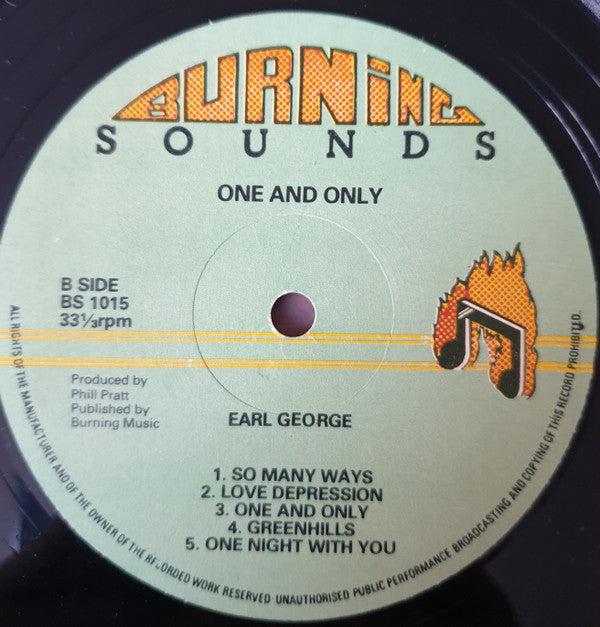 BURNiNG
SOUNDS
ONE AND ONLY
B SIDE
BS 1015
33⅓rpm
Produced by
Phill Pratt
Published by
Burning Music
EARL GEORGE
1. SO MANY WAYS
2. LOVE DEPRESSION
3. ONE AND ONLY
4. GREENHILLS
5. ONE NIGHT WITH YOU
ALL RIGHTS OF THE MANUFACTURER AND OF THE OWNER OF THE RECORDED WORK RESERVED·UNAUTHORISED PUBLIC PERFORMANCE BROADCASTING AND COPYING OF THIS RECORD PROHIBITED.